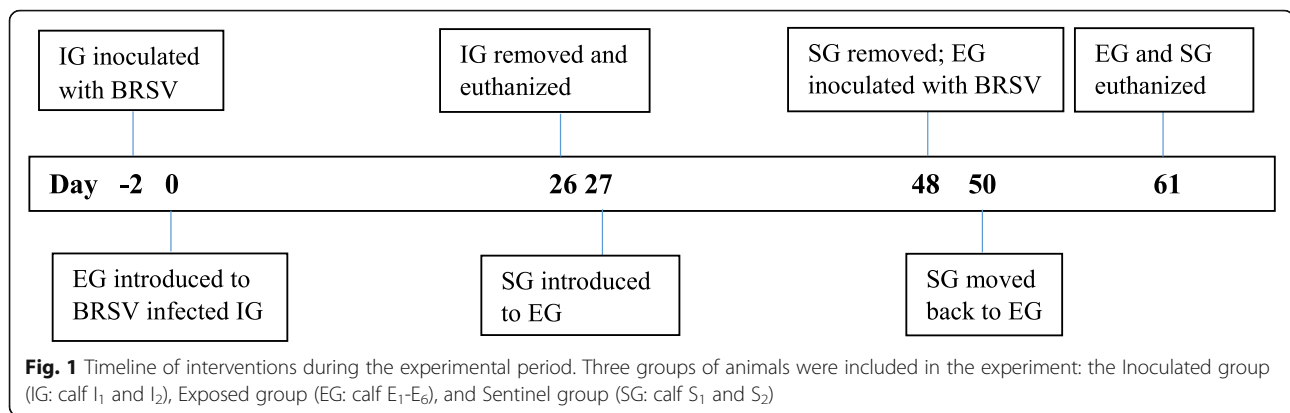 IG inoculated
with BRSV
IG removed and
euthanized
SG removed; EG
inoculated with BRSV
EG and SG
euthanized
Day -2 0 26 27 48 50 61
EG introduced to
BRSV infected IG
SG introduced
to EG
SG moved
back to EG
Fig. 1 Timeline of interventions during the experimental period. Three groups of animals were included in the experiment: the Inoculated group
(IG: calf I₁ and I₂), Exposed group (EG: calf E₁-E₆), and Sentinel group (SG: calf S₁ and S₂)